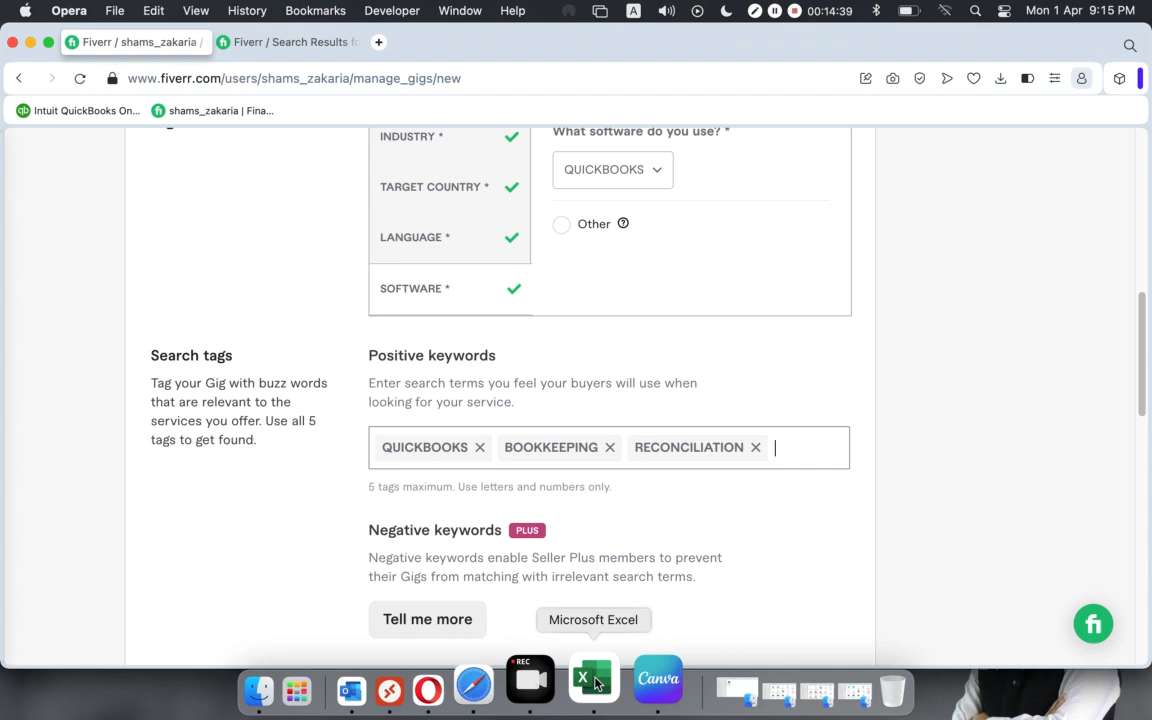 Opera File Edit View History Bookmarks Developer Window Help A 00:14:39 Mon 1 Apr 9:15 PM
Fiverr / shams_zakaria / Fiverr / Search Results fo
www.fiverr.com/users/shams_zakaria/manage_gigs/new
qb Intuit QuickBooks On... shams_zakaria | Fina...
INDUSTRY *
What software do you use? *
QUICKBOOKS
TARGET COUNTRY *
Other ?
LANGUAGE *
SOFTWARE *
Search tags
Tag your Gig with buzz words
that are relevant to the
services you offer. Use all 5
tags to get found.
Positive keywords
Enter search terms you feel your buyers will use when
looking for your service.
QUICKBOOKS BOOKKEEPING RECONCILIATION
5 tags maximum. Use letters and numbers only.
Negative keywords PLUS
Negative keywords enable Seller Plus members to prevent
their Gigs from matching with irrelevant search terms.
Tell me more
Microsoft Excel
fi
REC
X
Canva